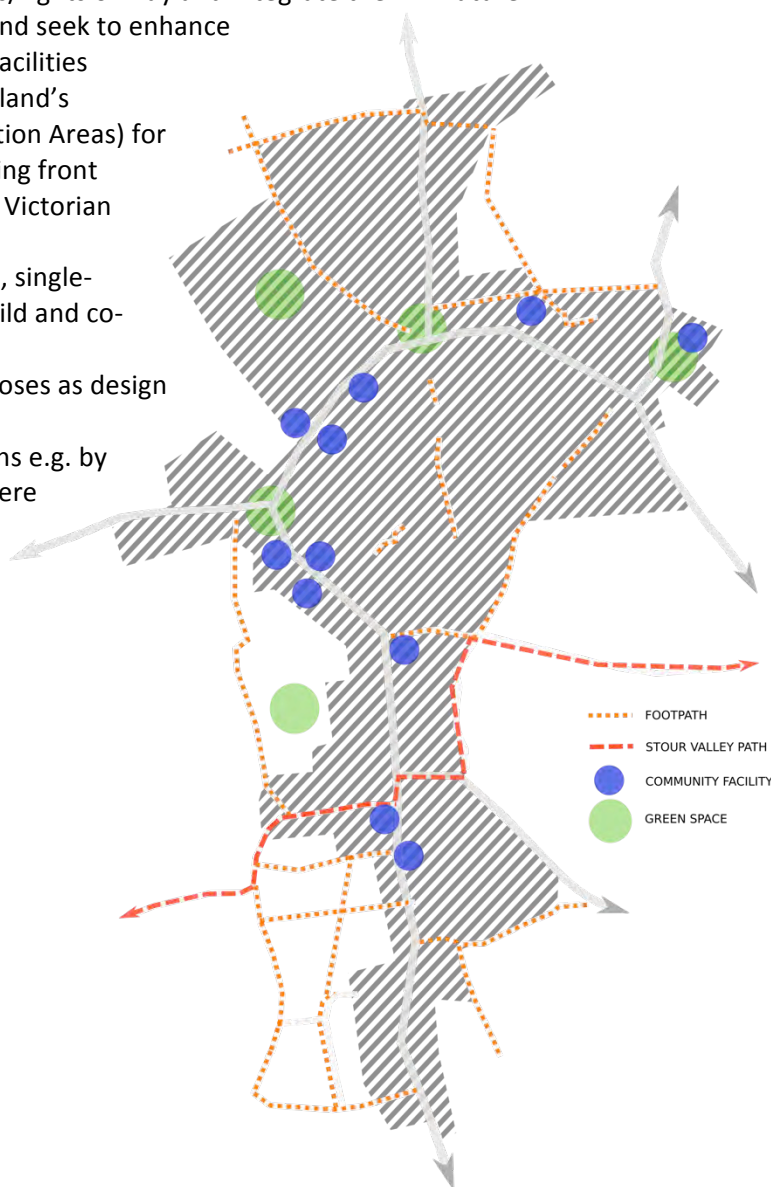 nd seek to enhance
acilities
land's
tion Areas) for
ing front
Victorian
, single-
ild and co-
oses as design
ns e.g. by
ere
FOOTPATH
STOUR VALLEY PATH
COMMUNITY FACILITY
GREEN SPACE